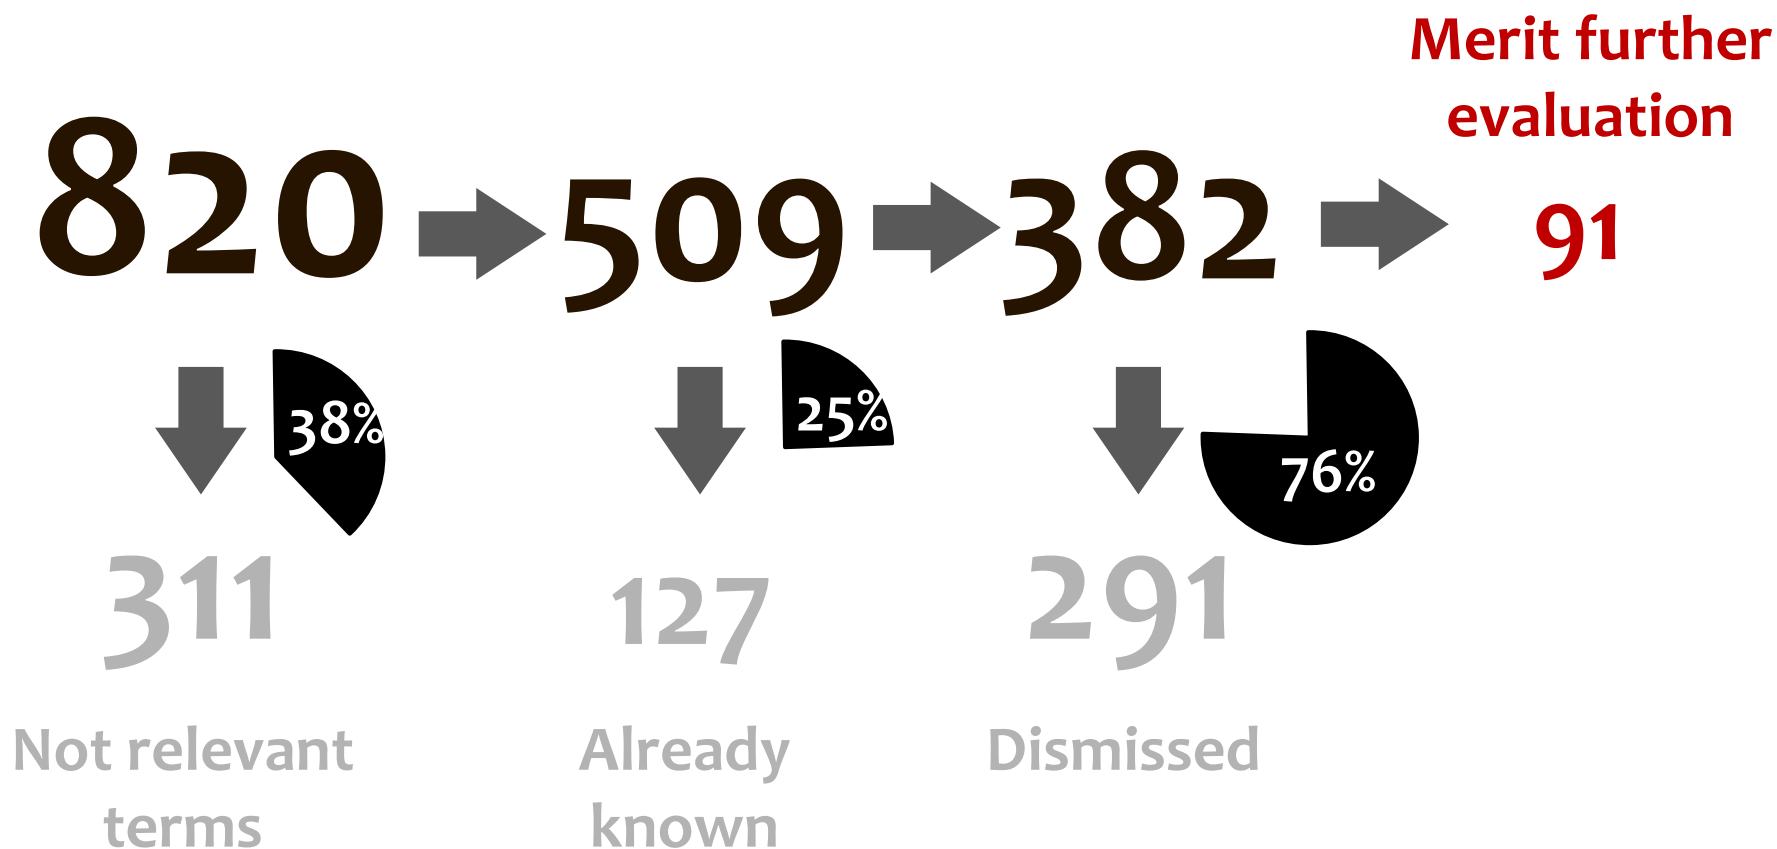 Merit further
evaluation
820
509
382
91
38%
25%
76%
311
127
291
Not relevant
terms
Already
known
Dismissed